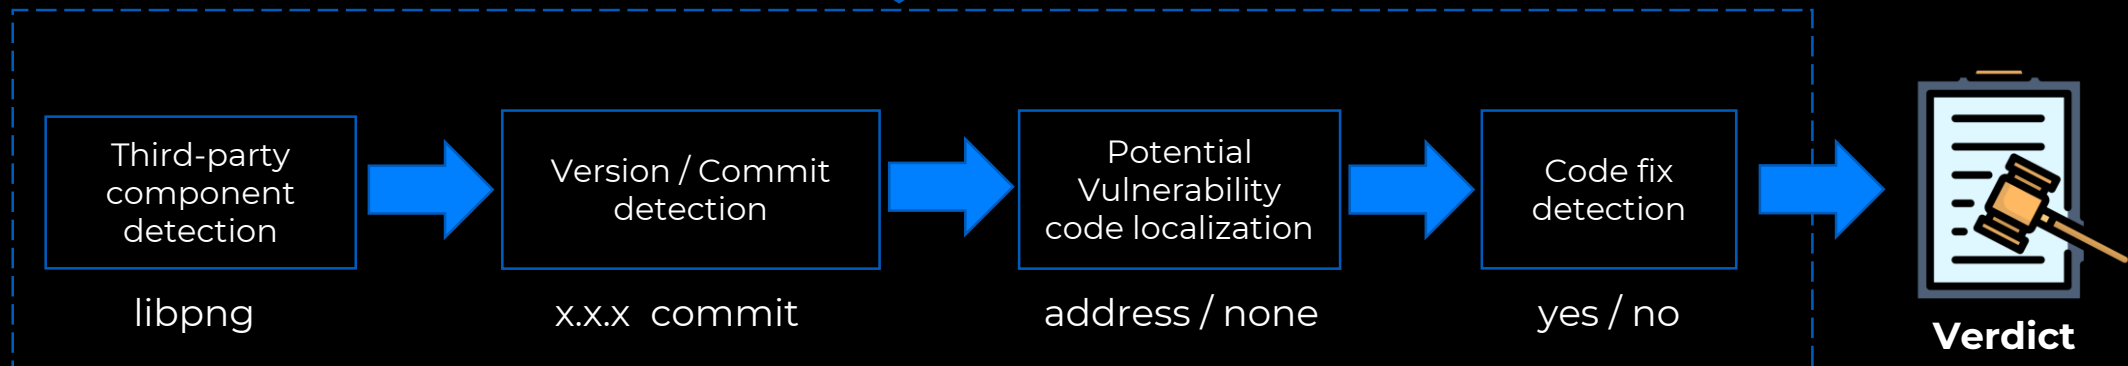 Third-party
component
detection
Version / Commit
detection
Potential
Vulnerability
code localization
Code fix
detection
libpng
x.x.x commit
address / none
yes / no
Verdict